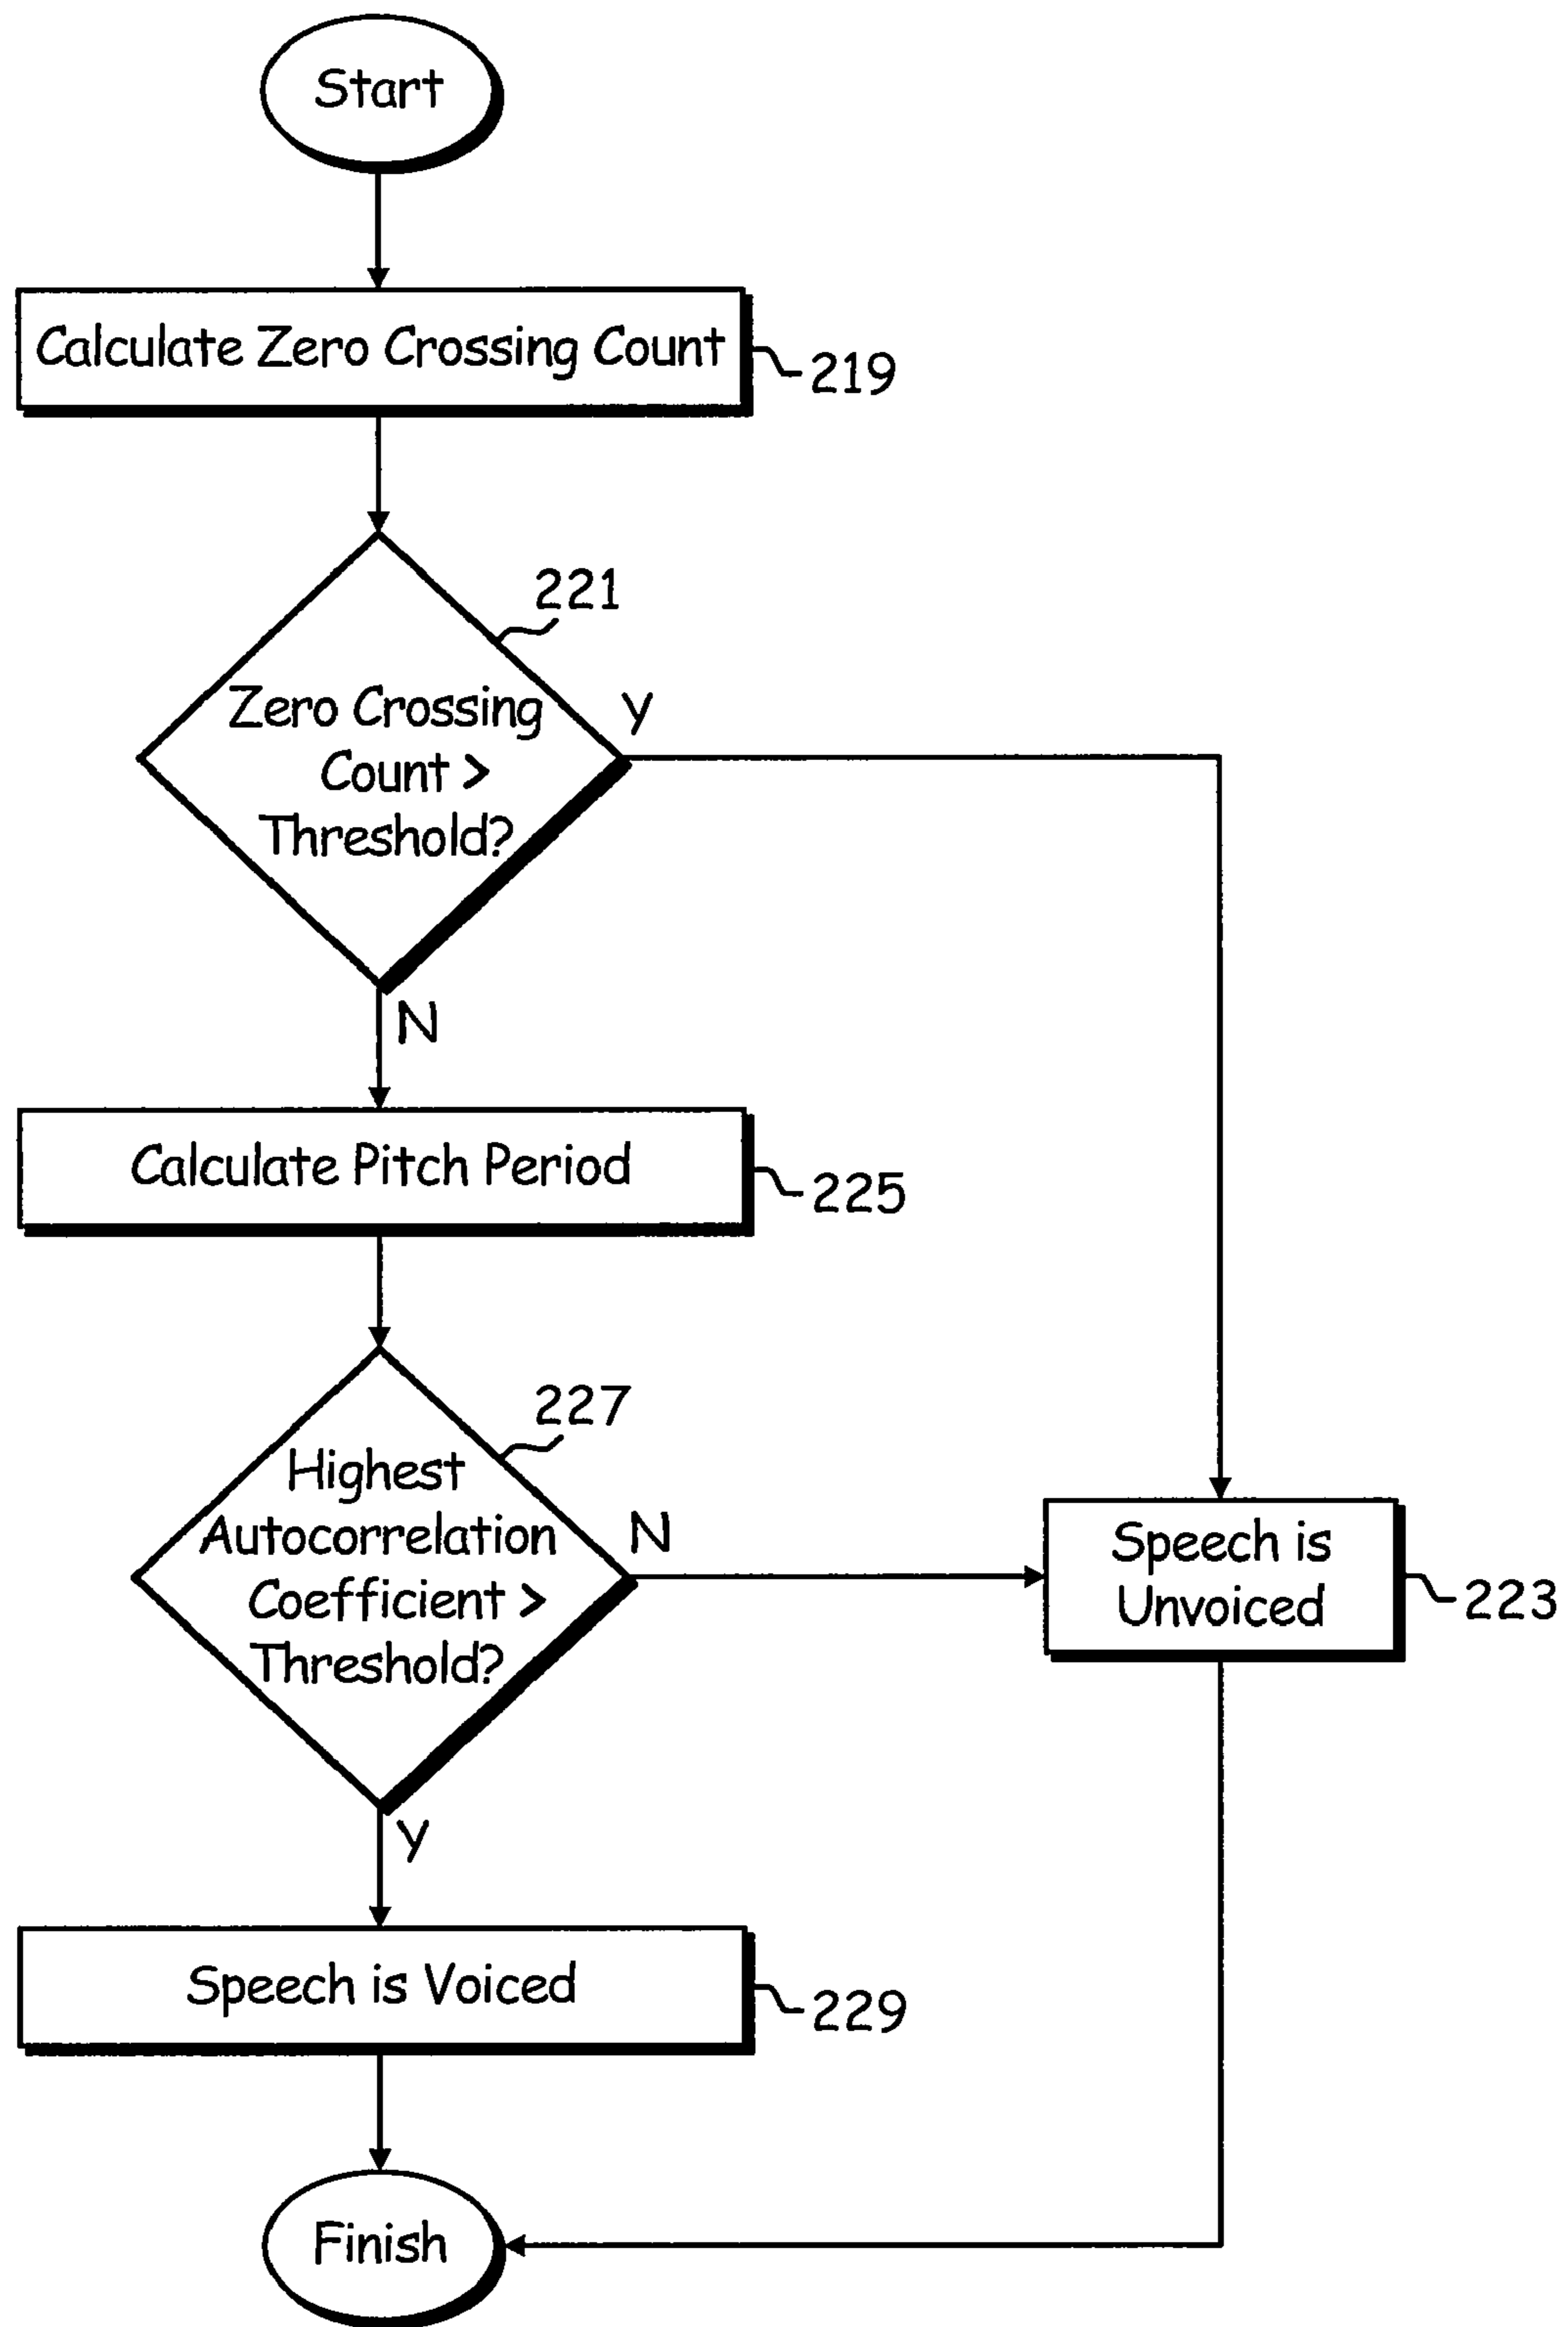 Start
Calculate Zero Crossing Count
219
221
Zero Crossing
Count >
Threshold?
Y
N
Calculate Pitch Period
225
227
Highest
Autocorrelation
Coefficient >
Threshold?
N
Y
Speech is
Unvoiced
223
Speech is Voiced
229
Finish